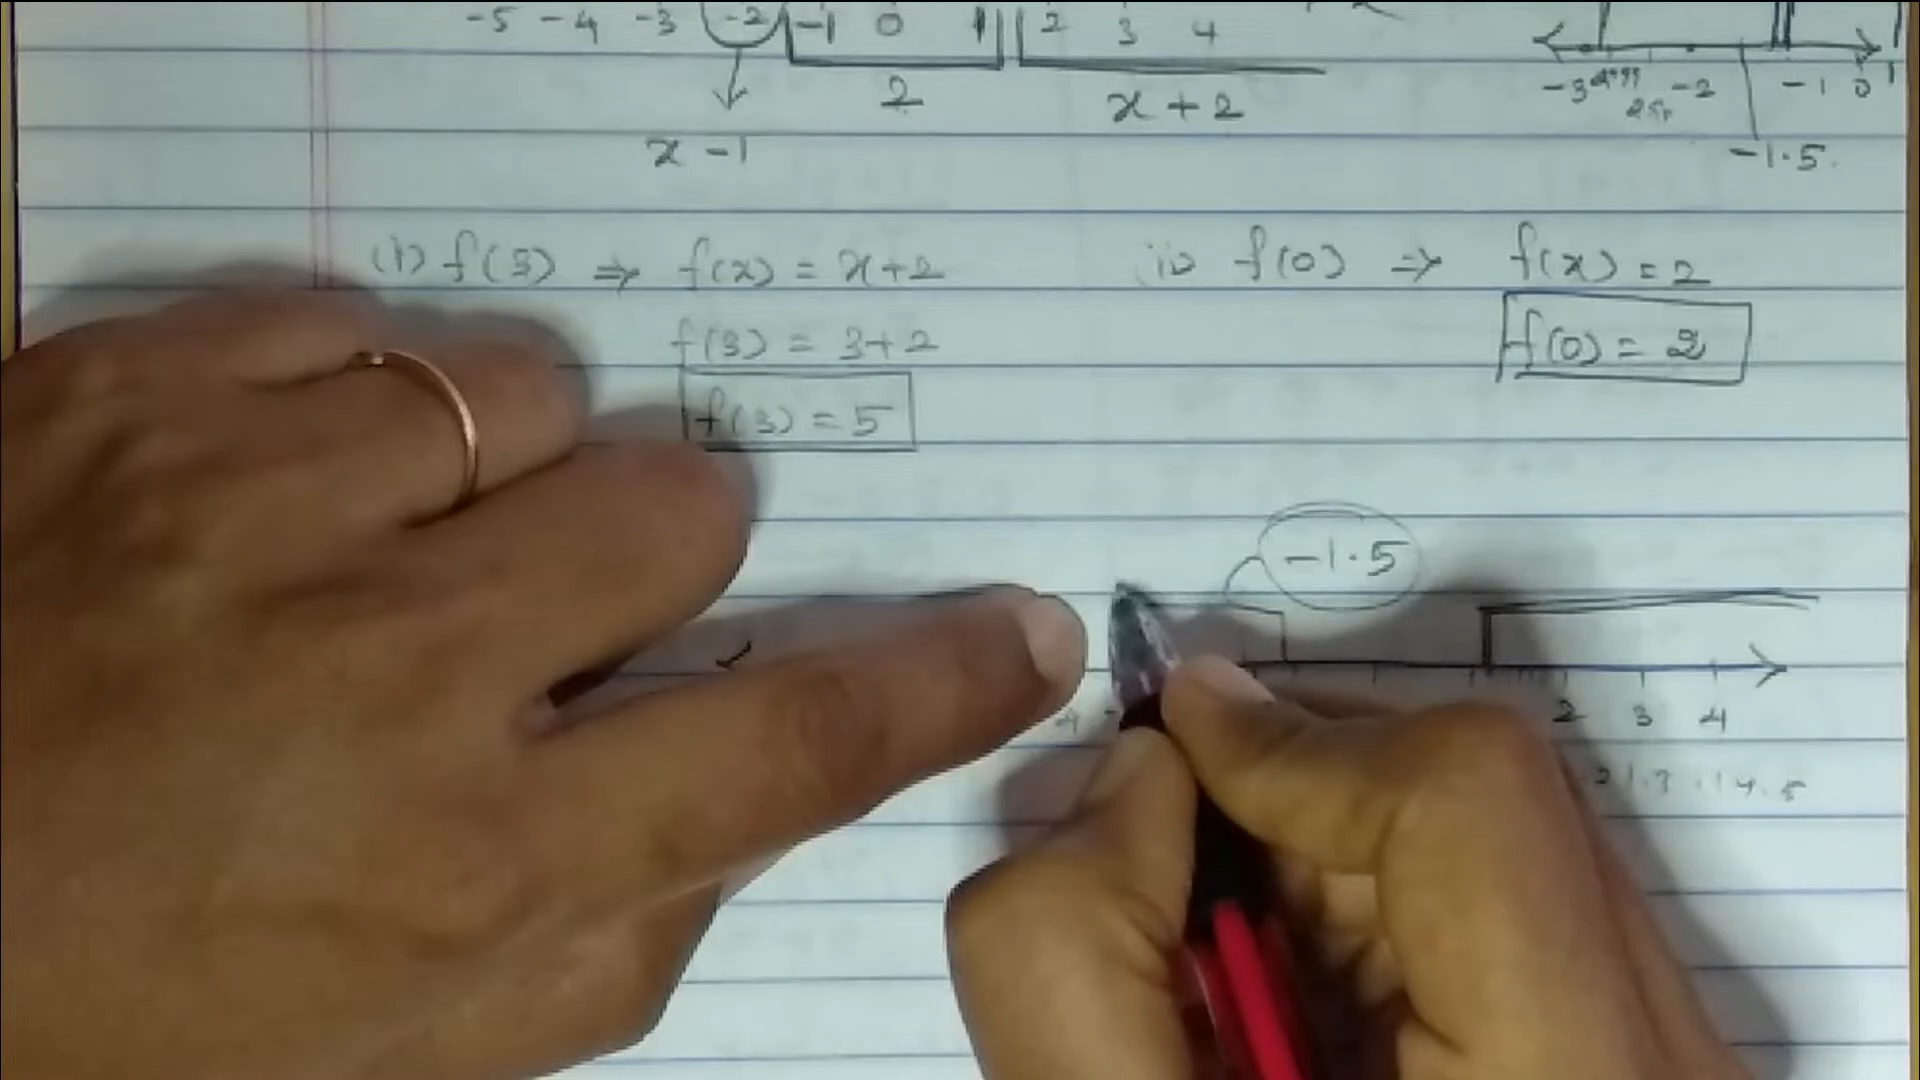 -5 -4 -3 -2 -1 0 1 2 3 4
-3 -2 -1 0 1
2
x+2
x -1
-1.5.
(i) f(3) ⇒ f(x) = x+2
ii) f(0) ⇒ f(x) = 2
f(3) = 3+2
f(0) = 2
f(3) = 5
-1.5
2 3 4